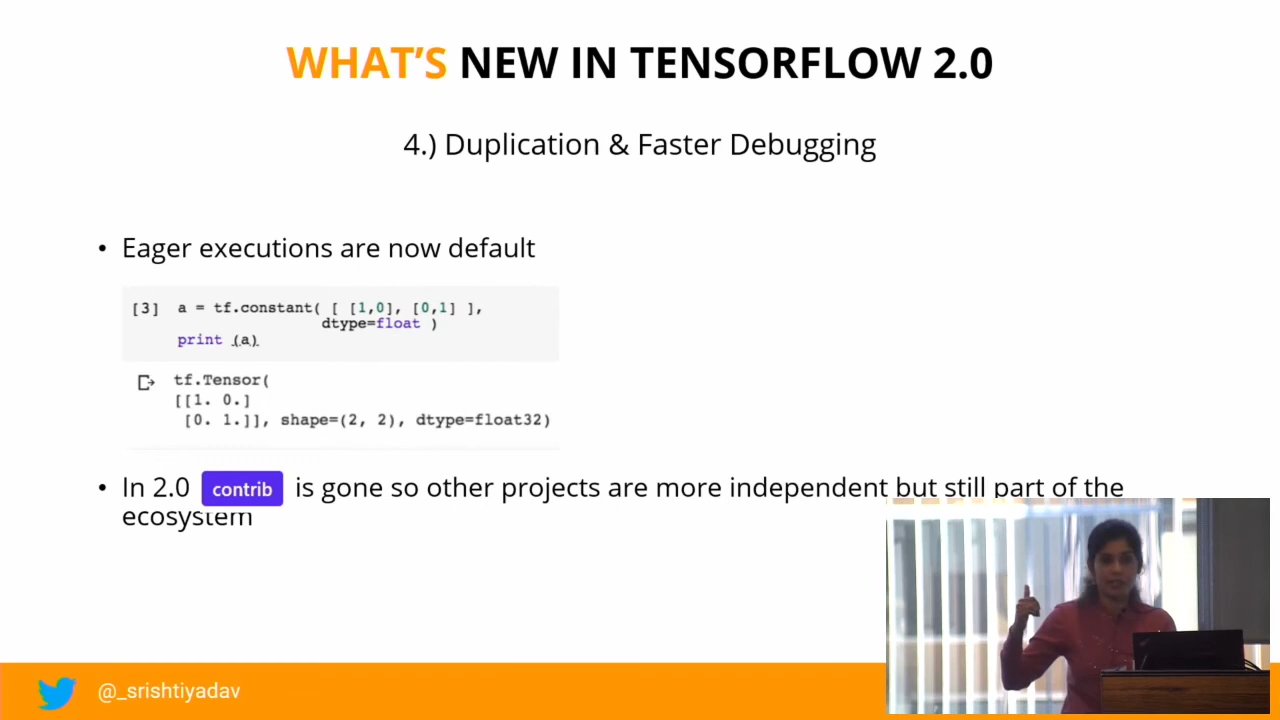 WHAT'S NEW IN TENSORFLOW 2.0
4.) Duplication & Faster Debugging
• Eager executions are now default
[3] a = tf.constant( [ [1,0], [0,1] ],
dtype=float )
print (a)
tf.Tensor(
[[1. 0.]
[0. 1.]], shape=(2, 2), dtype=float32)
• In 2.0 contrib is gone so other projects are more independent but still part of the
ecosystem
@_srishtiyadav